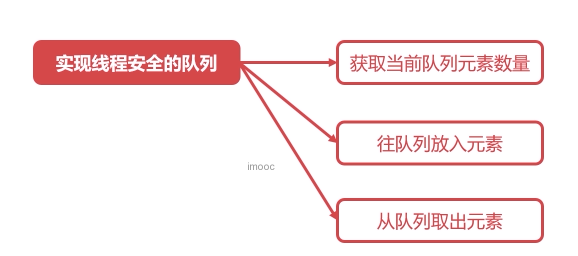 实现线程安全的队列
获取当前队列元素数量
往队列放入元素
imooc
从队列取出元素